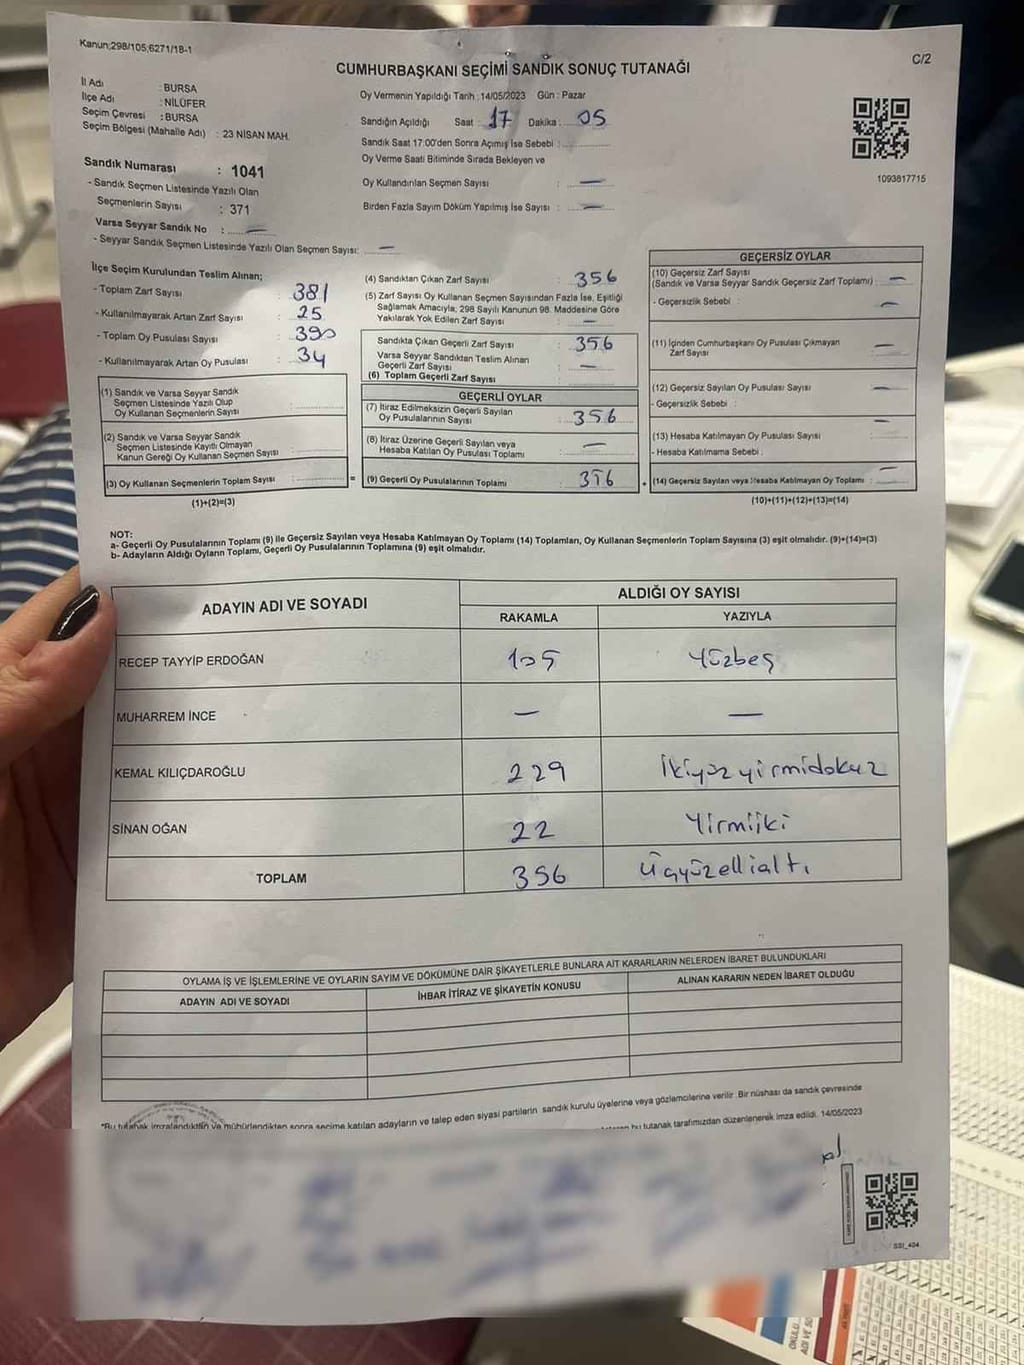 Kanun;298/105;6271/18-1
C/2
CUMHURBAŞKANI SEÇİMİ SANDIK SONUÇ TUTANAĞI
İl Adı : BURSA
İlçe Adı : NİLÜFER
Seçim Çevresi : BURSA
Seçim Bölgesi (Mahalle Adı) : 23 NİSAN MAH.
Oy Vermenin Yapıldığı Tarih : 14/05/2023 Gün : Pazar
Sandığın Açıldığı Saat : 17 Dakika : 05
Sandık Saat 17:00'den Sonra Açımış İse Sebebi :
Oy Verme Saati Bitiminde Sırada Bekleyen ve
Oy Kullandırılan Seçmen Sayısı : —
Birden Fazla Sayım Döküm Yapılmış İse Sayısı : —
1093817715
Sandık Numarası : 1041
- Sandık Seçmen Listesinde Yazılı Olan
Seçmenlerin Sayısı : 371
Varsa Seyyar Sandık No : —
- Seyyar Sandık Seçmen Listesinde Yazılı Olan Seçmen Sayısı: —
İlçe Seçim Kurulundan Teslim Alınan;
- Toplam Zarf Sayısı : 381
- Kullanılmayarak Artan Zarf Sayısı : 25
- Toplam Oy Pusulası Sayısı : 390
- Kullanılmayarak Artan Oy Pusulası : 34
(1) Sandık ve Varsa Seyyar Sandık
Seçmen Listesinde Yazılı Olup
Oy Kullanan Seçmenlerin Sayısı :
(2) Sandık ve Varsa Seyyar Sandık
Seçmen Listesinde Kayıtlı Olmayan
Kanun Gereği Oy Kullanan Seçmen Sayısı :
(3) Oy Kullanan Seçmenlerin Toplam Sayısı : =
(1)+(2)=(3)
(4) Sandıktan Çıkan Zarf Sayısı : 356
(5) Zarf Sayısı Oy Kullanan Seçmen Sayısından Fazla İse, Eşitliği
Sağlamak Amacıyla; 298 Sayılı Kanunun 98. Maddesine Göre
Yakılarak Yok Edilen Zarf Sayısı : —
Sandıkta Çıkan Geçerli Zarf Sayısı : 356
Varsa Seyyar Sandıktan Teslim Alınan
Geçerli Zarf Sayısı : —
(6) Toplam Geçerli Zarf Sayısı :
GEÇERLİ OYLAR
(7) İtiraz Edilmeksizin Geçerli Sayılan
Oy Pusulalarının Sayısı : 356
(8) İtiraz Üzerine Geçerli Sayılan veya
Hesaba Katılan Oy Pusulası Toplamı : —
(9) Geçerli Oy Pusulalarının Toplamı : 356 +
GEÇERSİZ OYLAR
(10) Geçersiz Zarf Sayısı
(Sandık ve Varsa Seyyar Sandık Geçersiz Zarf Toplamı) : —
- Geçersizlik Sebebi : —
(11) İçinden Cumhurbaşkanı Oy Pusulası Çıkmayan
Zarf Sayısı : —
(12) Geçersiz Sayılan Oy Pusulası Sayısı : —
- Geçersizlik Sebebi :
(13) Hesaba Katılmayan Oy Pusulası Sayısı : —
- Hesaba Katılmama Sebebi :
(14) Geçersiz Sayılan veya Hesaba Katılmayan Oy Toplamı : —
(10)+(11)+(12)+(13)=(14)
NOT:
a- Geçerli Oy Pusulalarının Toplamı (9) ile Geçersiz Sayılan veya Hesaba Katılmayan Oy Toplamı (14) Toplamları, Oy Kullanan Seçmenlerin Toplam Sayısına (3) eşit olmalıdır. (9)+(14)=(3)
b- Adayların Aldığı Oyların Toplamı, Geçerli Oy Pusulalarının Toplamına (9) eşit olmalıdır.
ADAYIN ADI VE SOYADI
ALDIĞI OY SAYISI
RAKAMLA YAZIYLA
RECEP TAYYİP ERDOĞAN 105 Yüzbeş
MUHARREM İNCE — —
KEMAL KILIÇDAROĞLU 229 İkiyüzyirmidokuz
SİNAN OĞAN 22 Yirmiiki
TOPLAM 356 Üçyüzellialtı
OYLAMA İŞ VE İŞLEMLERİNE VE OYLARIN SAYIM VE DÖKÜMÜNE DAİR ŞİKAYETLERLE BUNLARA AİT KARARLARIN NELERDEN İBARET BULUNDUKLARI
ADAYIN ADI VE SOYADI İHBAR İTİRAZ VE ŞİKAYETİN KONUSU ALINAN KARARIN NEDEN İBARET OLDUĞU
*Bu tutanak imzalandıktan ve mühürlendikten sonra seçime katılan adayların ve talep eden siyasi partilerin sandık kurulu üyelerine veya gözlemcilerine verilir. Bir nüshası da sandık çevresinde
bu tutanak tarafımızdan düzenlenerek imza edildi. 14/05/2023
SSI_404